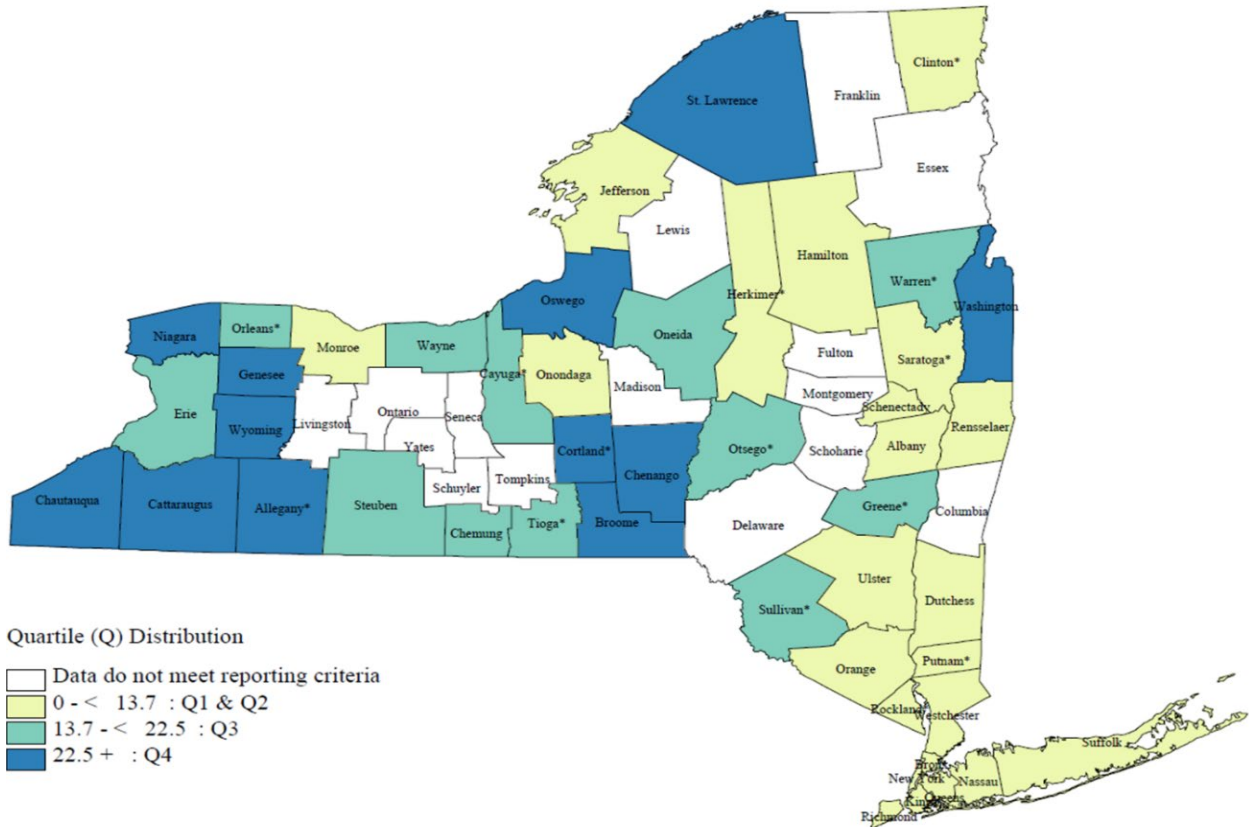 Clinton*
St. Lawrence
Franklin
Essex
Jefferson
Lewis
Hamilton
Warren*
Herkimer*
Oswego
Washington
Orleans*
Niagara
Oneida
Monroe
Wayne
Fulton
Saratoga*
Genesee
Cayuga*
Onondaga
Madison
Montgomery
Schenectady
Ontario
Seneca
Erie
Livingston
Rensselaer
Wyoming
Yates
Cortland*
Otsego*
Schoharie
Albany
Chenango
Tompkins
Schuyler
Chautauqua
Cattaraugus
Allegany*
Steuben
Greene*
Columbia
Tioga*
Broome
Delaware
Chemung
Ulster
Dutchess
Sullivan*
Quartile (Q) Distribution
Putnam*
Orange
Data do not meet reporting criteria
0 - < 13.7 : Q1 & Q2
Rockland*
Westchester
13.7 - < 22.5 : Q3
Suffolk
22.5 + : Q4
New York
Nassau
Richmond